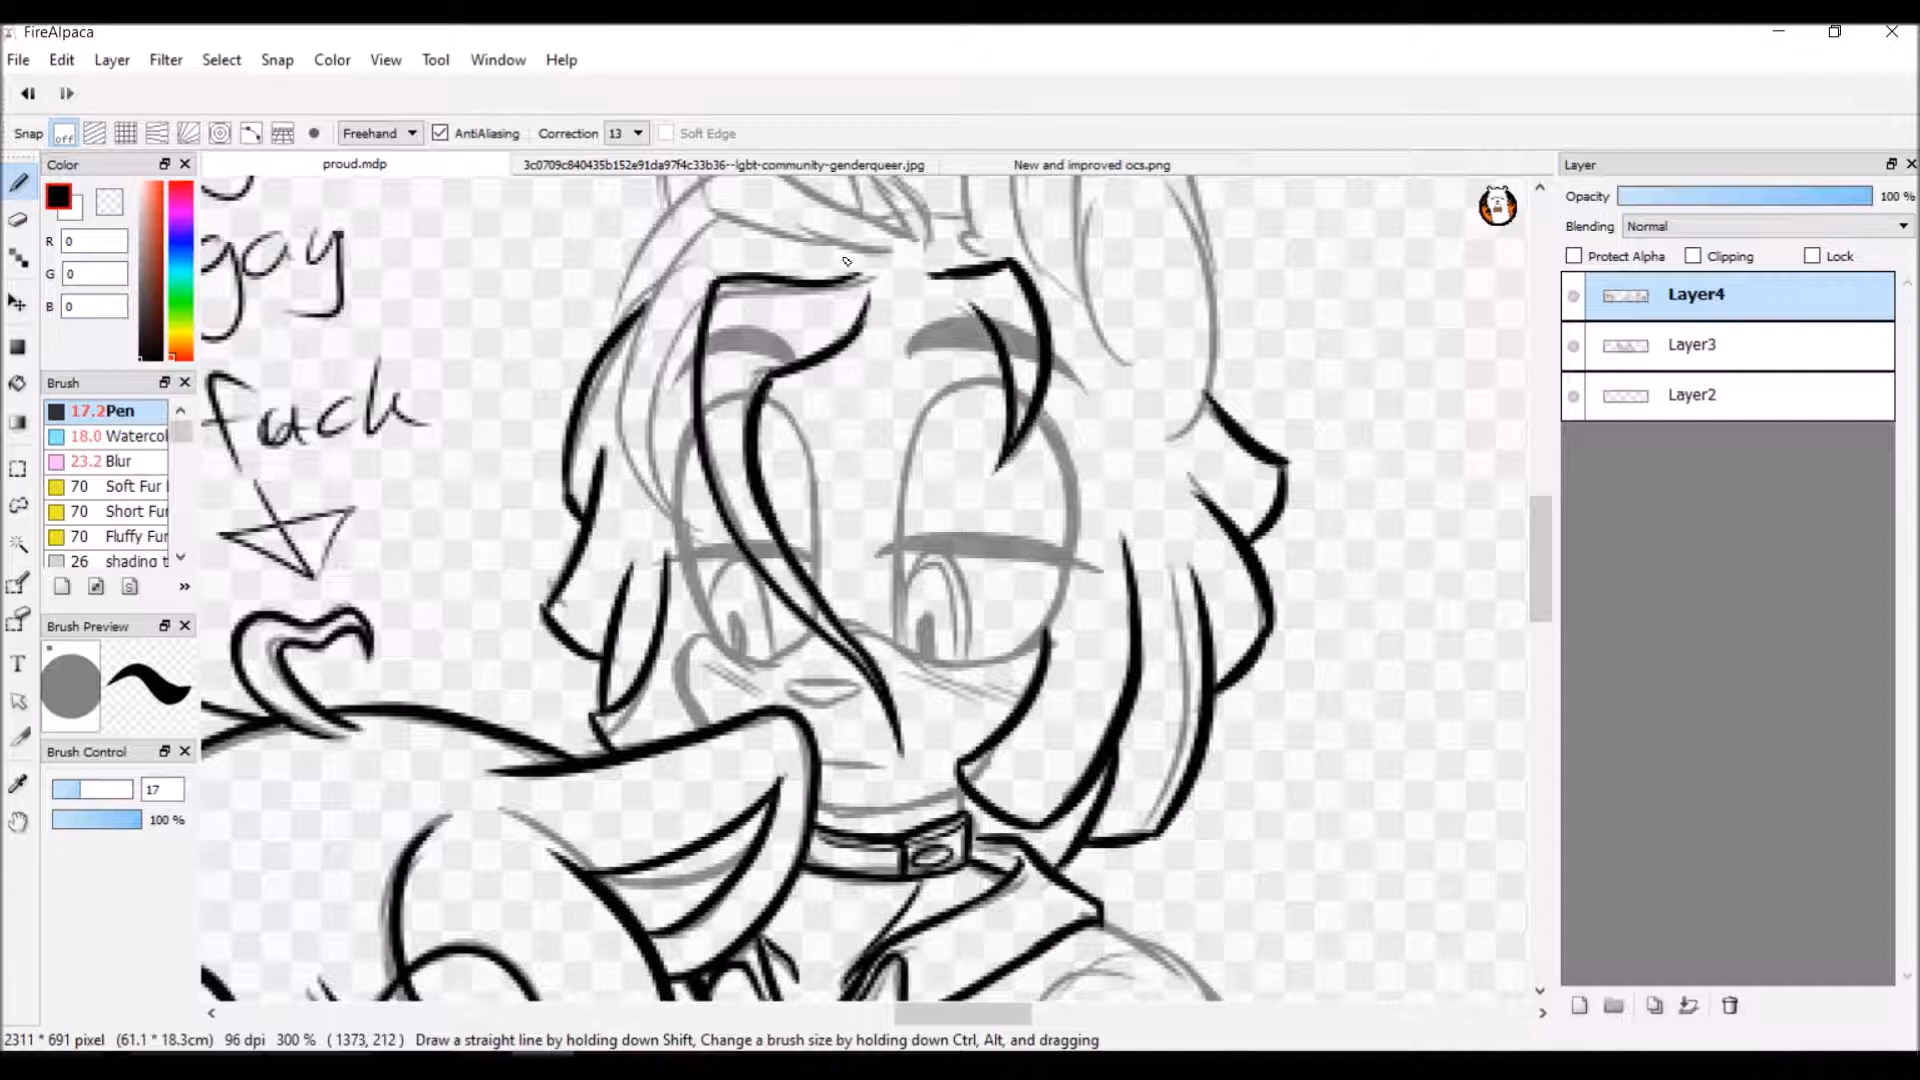 FireAlpaca
File Edit Layer Filter Select Snap Color View Tool Window Help
Snap off Freehand AntiAliasing Correction 13 Soft Edge
Color
proud.mdp 3c0709c840435b152e91da97f4c33b36--lgbt-community-genderqueer.jpg New and improved ocs.png
Layer
Opacity 100 %
Blending Normal
Protect Alpha Clipping Lock
R 0
G 0
B 0
gay
Layer4
Layer3
Layer2
Brush
17.2 Pen
18.0 Watercol
23.2 Blur
70 Soft Fur
70 Short Fur
70 Fluffy Fur
26 shading t
fuck
Brush Preview
Brush Control
17
100 %
2311 * 691 pixel (61.1 * 18.3cm) 96 dpi 300 % ( 1373, 212 ) Draw a straight line by holding down Shift, Change a brush size by holding down Ctrl, Alt, and dragging